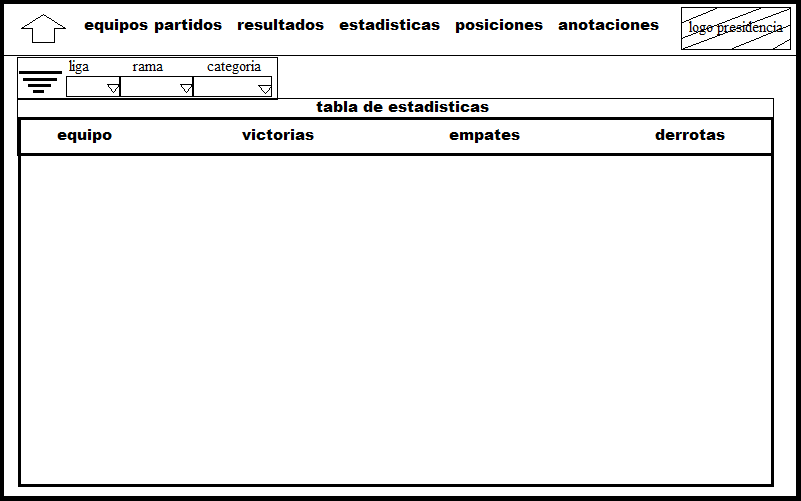 equipos partidos resultados estadisticas posiciones anotaciones logo presidencia
liga rama categoria
tabla de estadisticas
equipo victorias empates derrotas